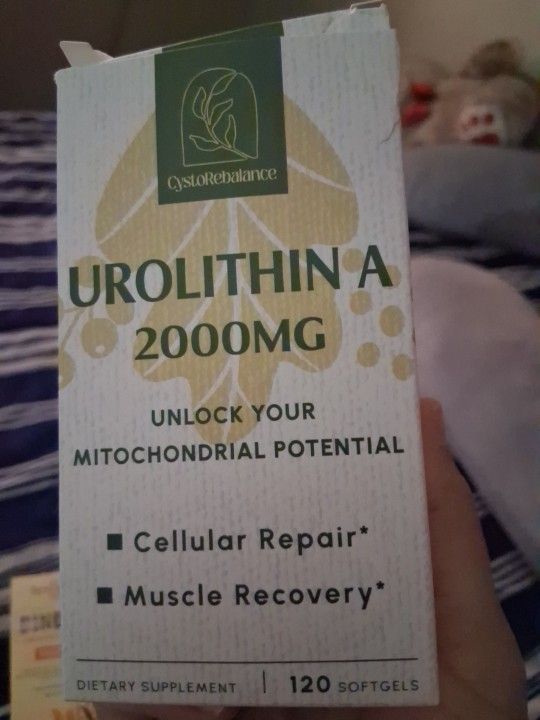 CystoRebalance
UROLITHIN A
2000MG
UNLOCK YOUR
MITOCHONDRIAL POTENTIAL
■ Cellular Repair*
■ Muscle Recovery*
DIETARY SUPPLEMENT | 120 SOFTGELS